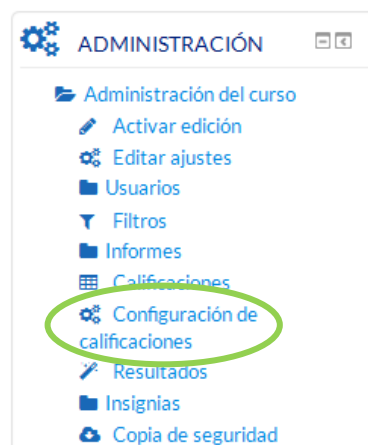 ADMINISTRACIÓN
Administración del curso
Activar edición
Editar ajustes
Usuarios
Filtros
Informes
Calificaciones
Configuración de
calificaciones
Resultados
Insignias
Copia de seguridad